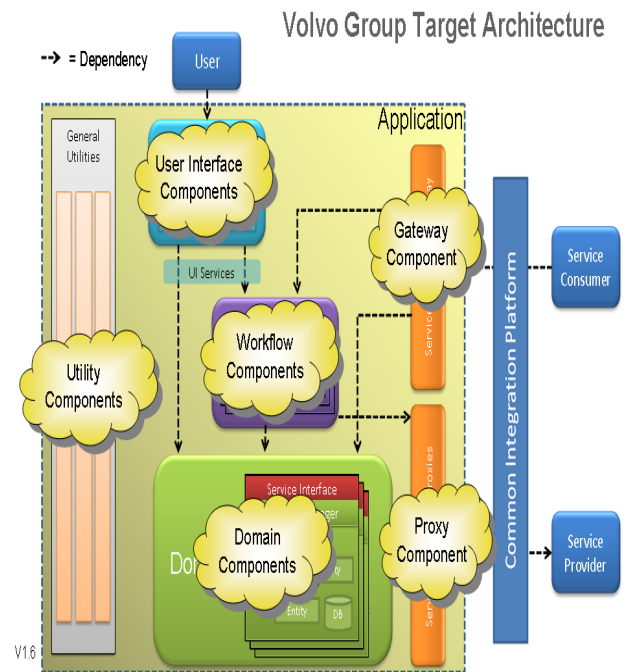 Volvo Group Target Architecture
= Dependency
User
Application
General
Utilities
User Interface
Components
UI Services
Gateway
Component
Service
Consumer
Common Integration Platform
Workflow
Components
Utility
Components
Service Interface
Domain
Components
Entity
DB
Proxy
Component
Proxies
Service
Provider
V1.6